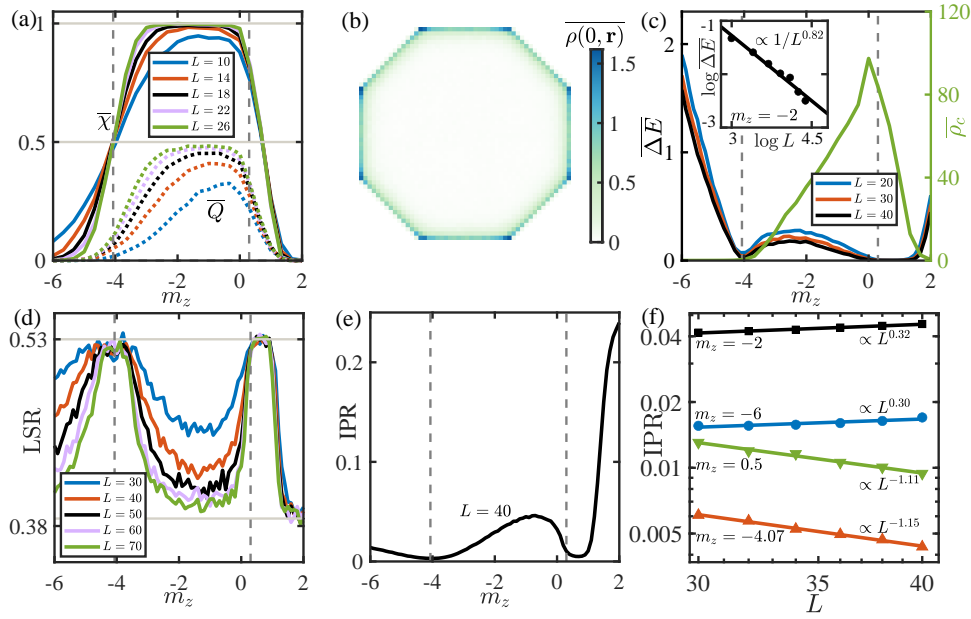 (a)
1
0.5
0
χ̅
Q̅
L = 10
L = 14
L = 18
L = 22
L = 26
-6 -4 -2 0 2
m_z
(b)
ρ(0, r)
1.5
1
0.5
0
(c)
2
1
0
ΔE
-1
-3
log ΔE
∝ 1/L^0.82
m_z = −2
3 4.5
log L
L = 20
L = 30
L = 40
120
80
40
0
ρ̅_c
-6 -4 -2 0 2
m_z
(d)
0.53
0.38
LSR
L = 30
L = 40
L = 50
L = 60
L = 70
-6 -4 -2 0 2
m_z
(e)
0.2
0.1
0
IPR
L = 40
-6 -4 -2 0 2
m_z
(f)
0.04
0.02
0.01
0.005
IPR
m_z = −2
∝ L^0.32
m_z = −6
∝ L^0.30
m_z = 0.5
∝ L^-1.11
m_z = −4.07
∝ L^-1.15
30 35 40
L